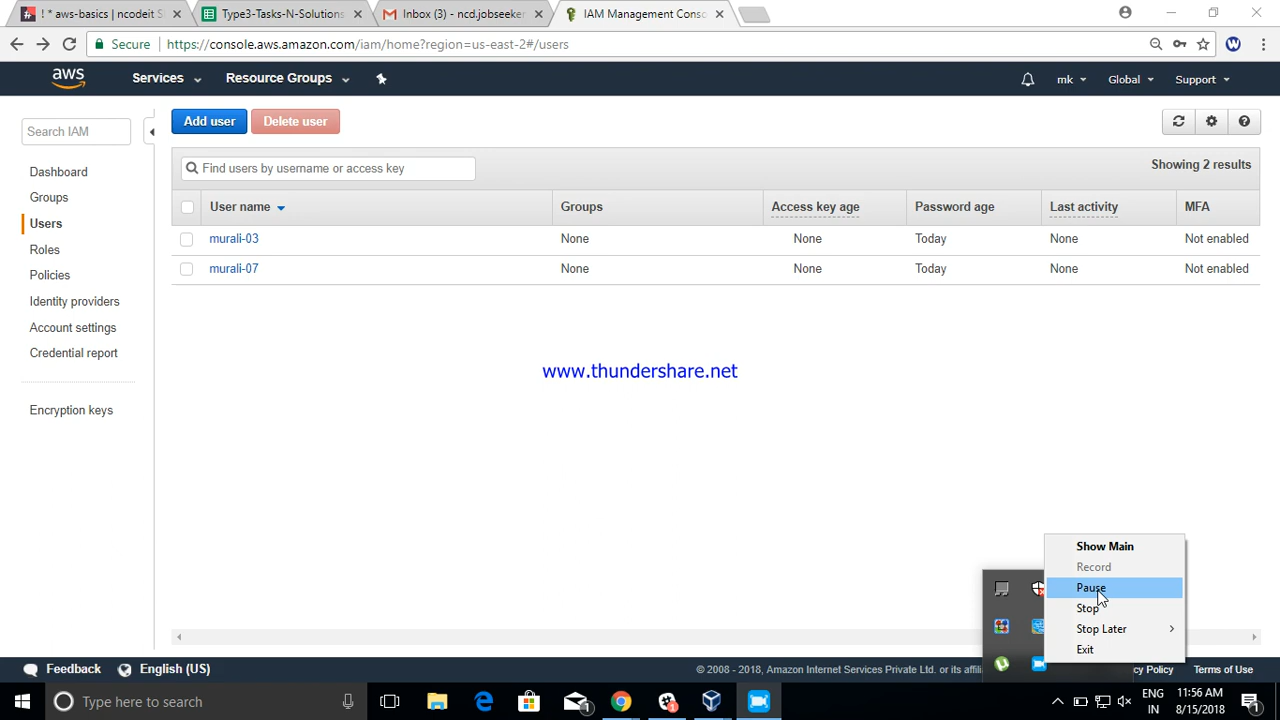 ! * aws-basics | ncodeit S
Type3-Tasks-N-Solutions
Inbox (3) - ncd.jobseeker
IAM Management Conso
Secure
https://console.aws.amazon.com/iam/home?region=us-east-2#/users
aws
Services
Resource Groups
mk
Global
Support
Search IAM
Dashboard
Groups
Users
Roles
Policies
Identity providers
Account settings
Credential report
Encryption keys
Add user
Delete user
Find users by username or access key
Showing 2 results
User name Groups Access key age Password age Last activity MFA
murali-03 None None Today None Not enabled
murali-07 None None Today None Not enabled
www.thundershare.net
Show Main
Record
Pause
Stop
Stop Later
Exit
Feedback
English (US)
© 2008 - 2018, Amazon Internet Services Private Ltd. or its affili
cy Policy
Terms of Use
Type here to search
ENG
IN
11:56 AM
8/15/2018